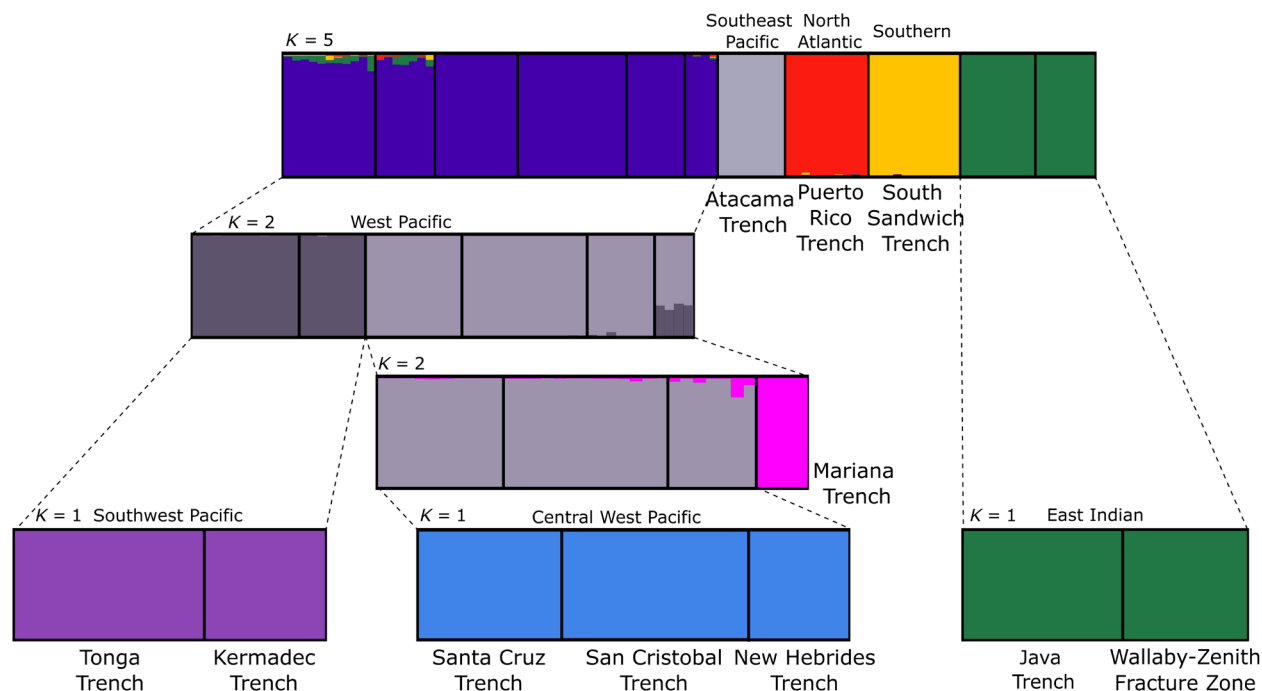 Southeast
Pacific
North
Atlantic
Southern
K = 5
Atacama
Trench
Puerto
Rico
Trench
South
Sandwich
Trench
K = 2
West Pacific
K = 2
Mariana
Trench
K = 1 Southwest Pacific
K = 1
Central West Pacific
K = 1
East Indian
Tonga
Trench
Kermadec
Trench
Santa Cruz
Trench
San Cristobal
Trench
New Hebrides
Trench
Java
Trench
Wallaby-Zenith
Fracture Zone